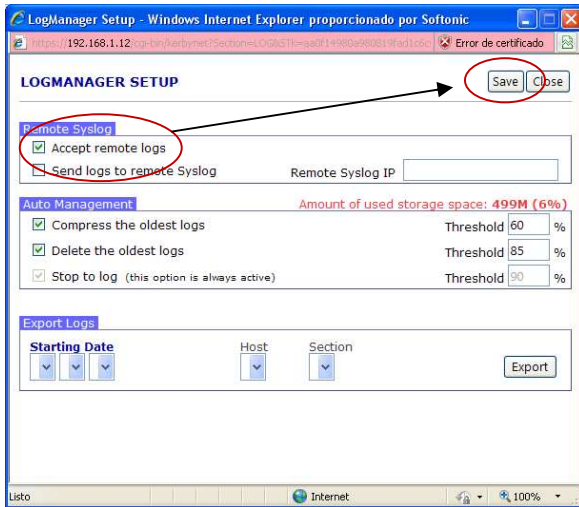 LogManager Setup - Windows Internet Explorer proporcionado por Softonic
https://192.168.1.12/cgi-bin/kerbynet?Section=LOG&STk= Error de certificado
LOGMANAGER SETUP Save Close
Remote Syslog
Accept remote logs
Send logs to remote Syslog Remote Syslog IP
Auto Management Amount of used storage space: 499M (6%)
Compress the oldest logs Threshold 60 %
Delete the oldest logs Threshold 85 %
Stop to log (this option is always active) Threshold 90 %
Export Logs
Starting Date Host Section
Export
Listo Internet 100%